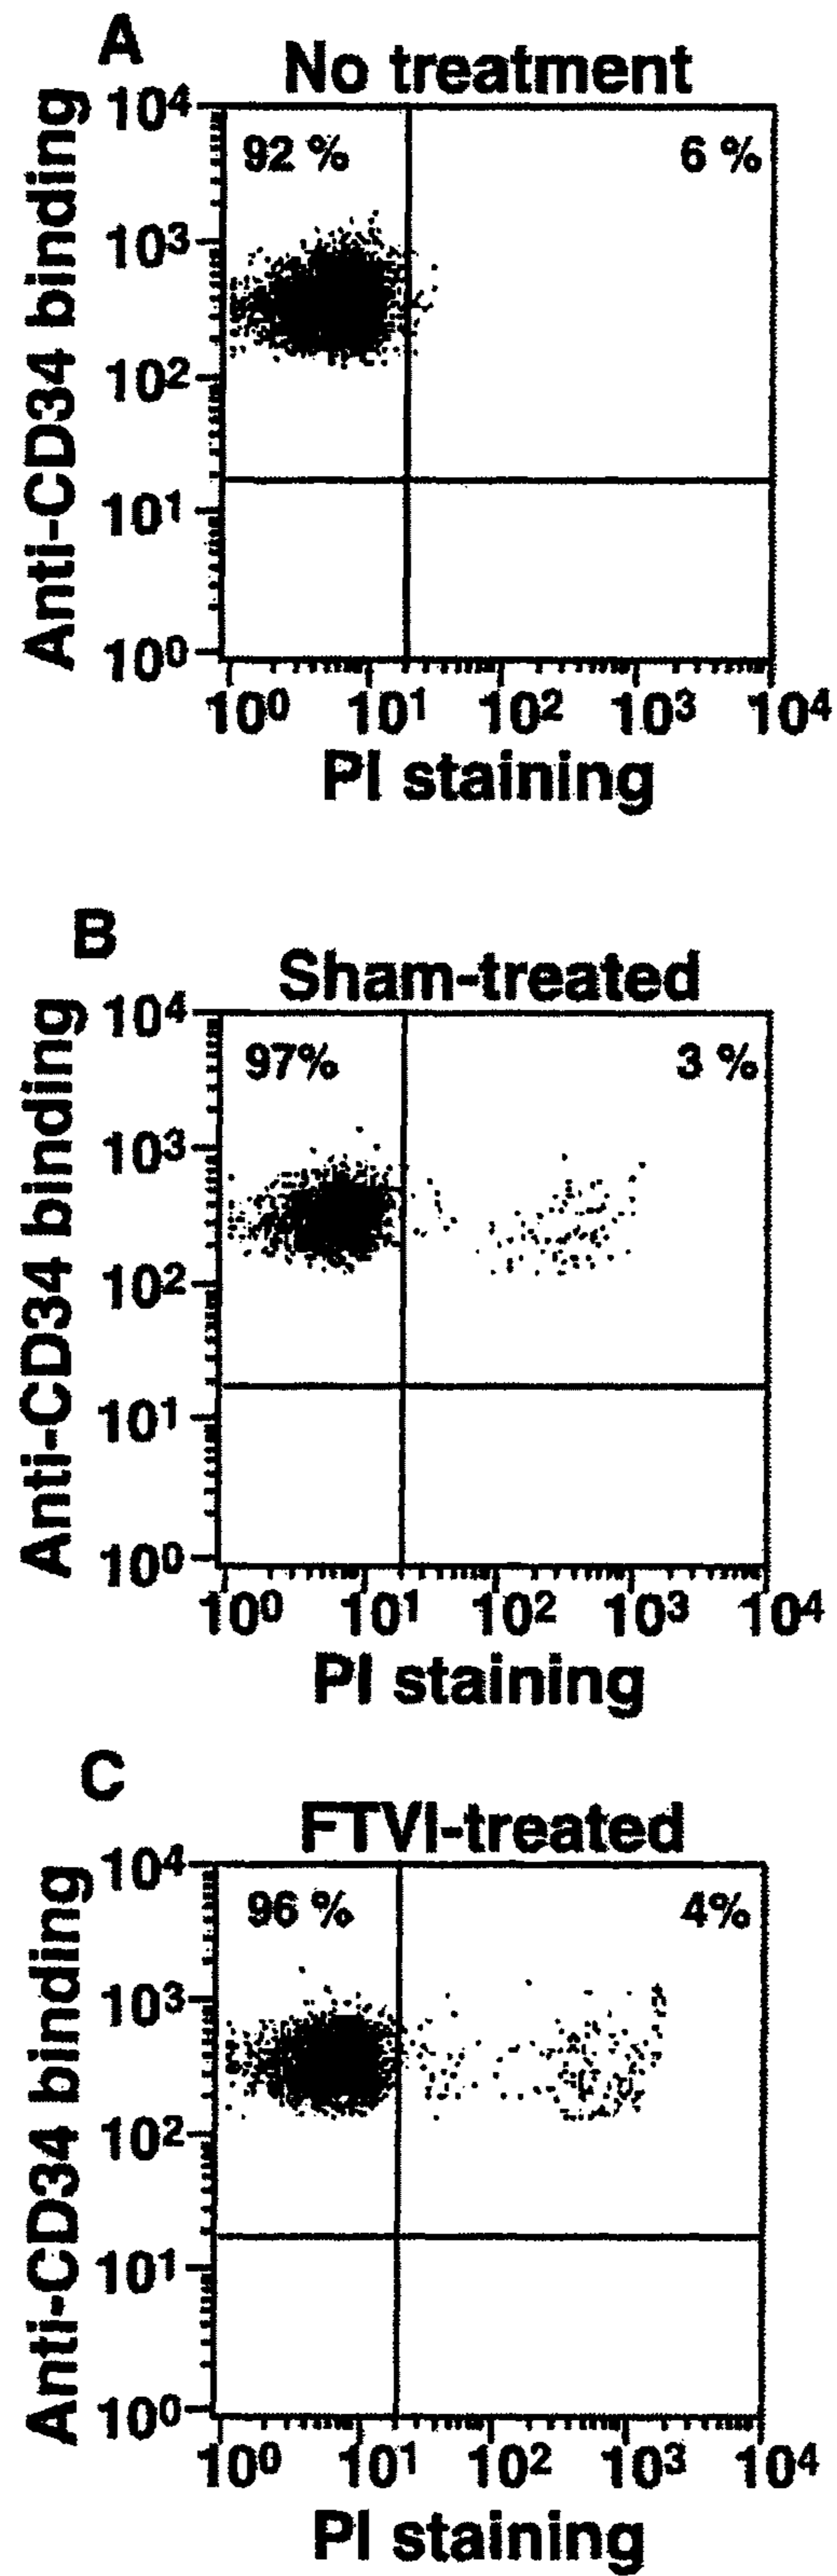 A
No treatment
92 %
6 %
Anti-CD34 binding
10⁴
10³
10²
10¹
10⁰
10⁰ 10¹ 10² 10³ 10⁴
PI staining
B
Sham-treated
97%
3 %
Anti-CD34 binding
10⁴
10³
10²
10¹
10⁰
10⁰ 10¹ 10² 10³ 10⁴
PI staining
C
FTVI-treated
96 %
4%
Anti-CD34 binding
10⁴
10³
10²
10¹
10⁰
10⁰ 10¹ 10² 10³ 10⁴
PI staining